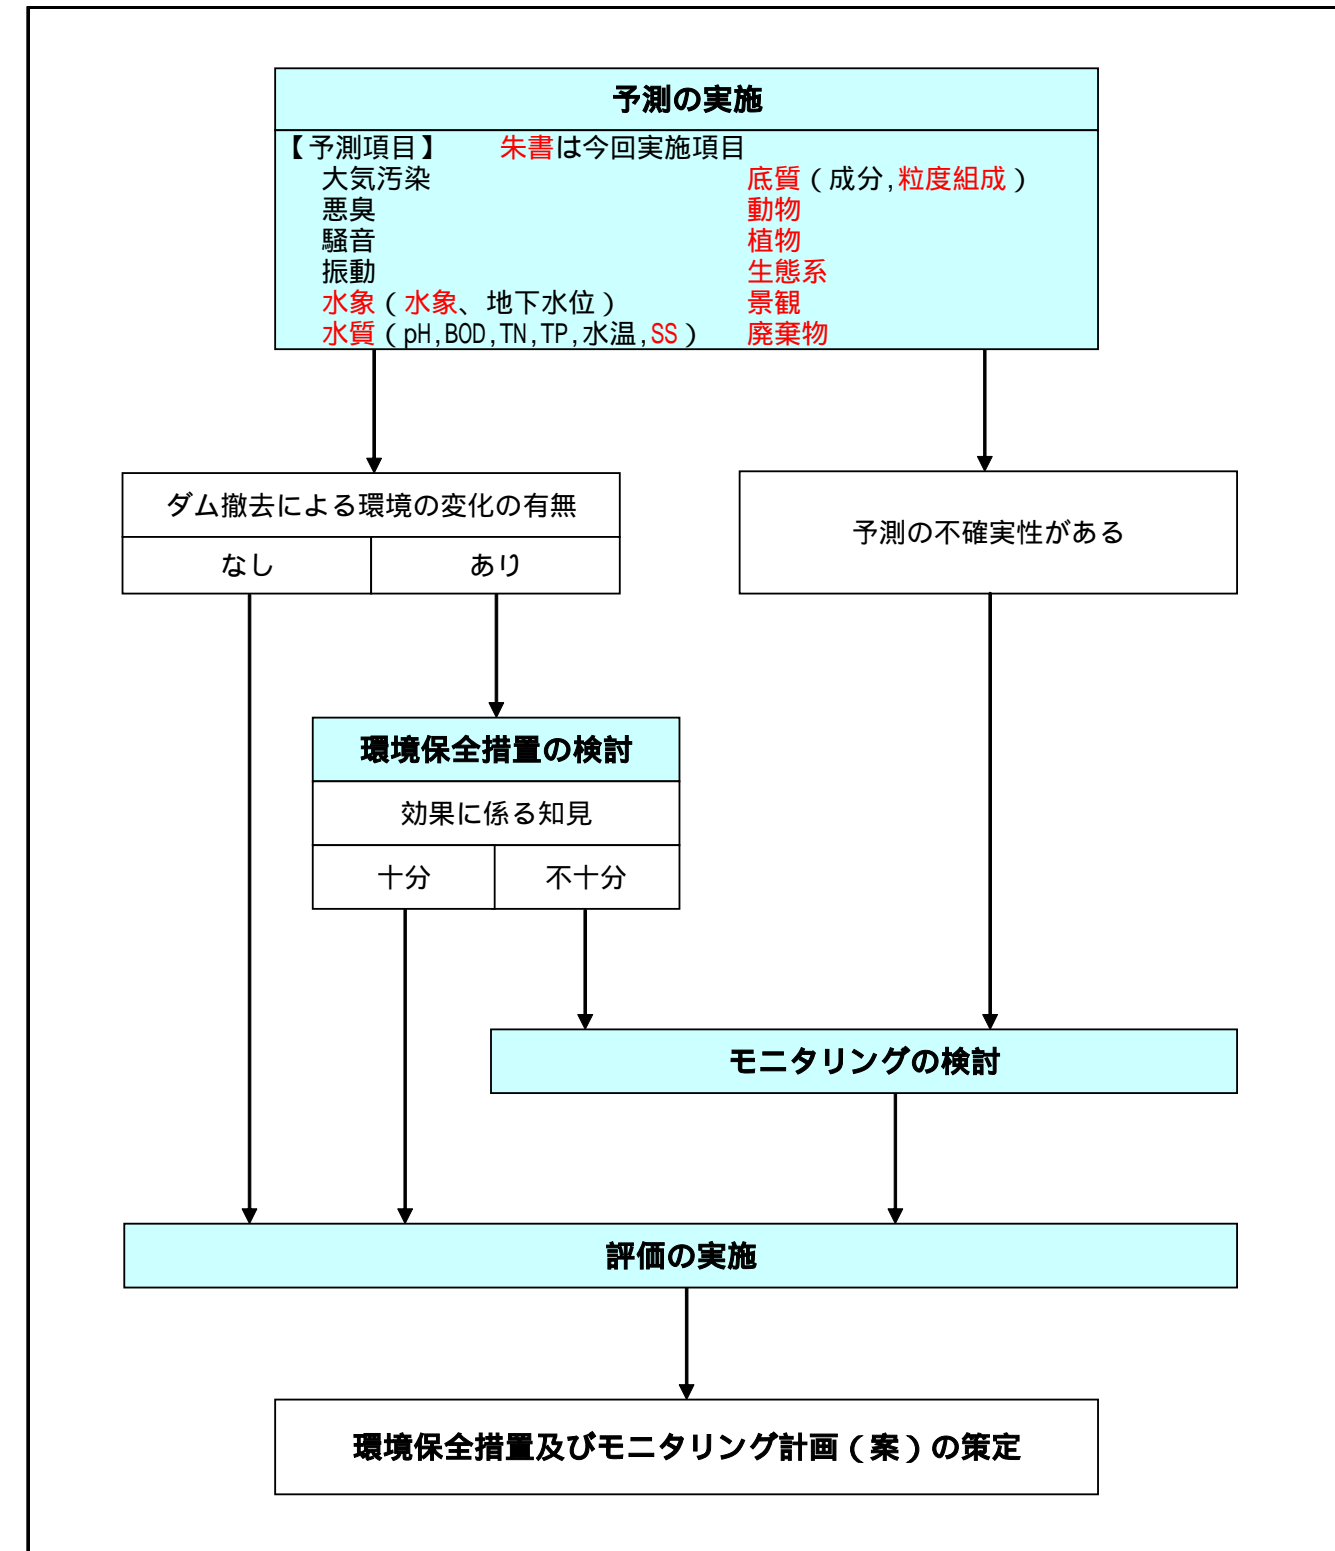 予測の実施
【予測項目】 朱書は今回実施項目
大気汚染
悪臭
騒音
振動
水象（水象、地下水位）
水質（pH,BOD,TN,TP,水温,SS）
底質（成分,粒度組成）
動物
植物
生態系
景観
廃棄物
ダム撤去による環境の変化の有無
なし
あり
予測の不確実性がある
環境保全措置の検討
効果に係る知見
十分
不十分
モニタリングの検討
評価の実施
環境保全措置及びモニタリング計画（案）の策定